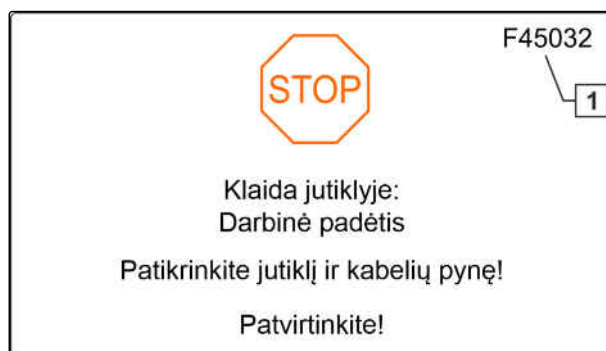 F45032
STOP
1
Klaida jutiklyje:
Darbinė padėtis
Patikrinkite jutiklį ir kabelių pynę!
Patvirtinkite!